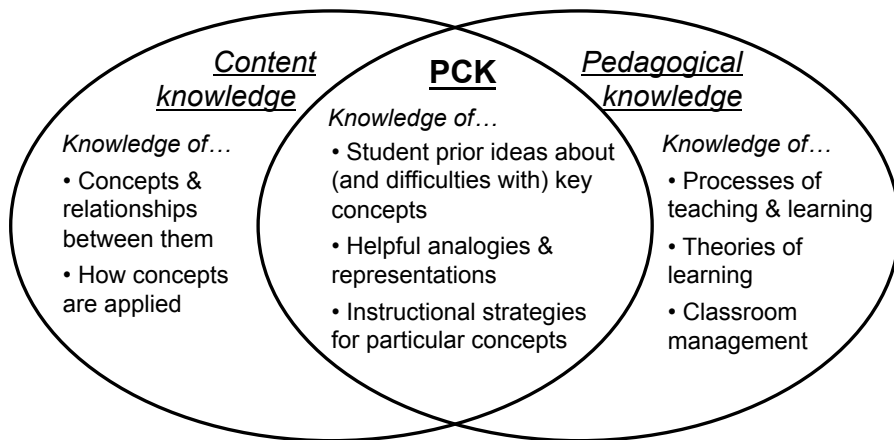 Content
knowledge
Knowledge of…
• Concepts &
relationships
between them
• How concepts
are applied
PCK
Knowledge of…
• Student prior ideas about
(and difficulties with) key
concepts
• Helpful analogies &
representations
• Instructional strategies
for particular concepts
Pedagogical
knowledge
Knowledge of…
• Processes of
teaching & learning
• Theories of
learning
• Classroom
management